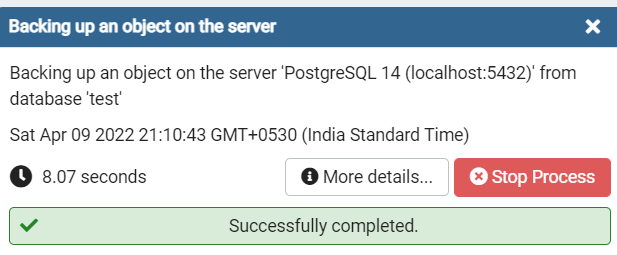 Backing up an object on the server
Backing up an object on the server 'PostgreSQL 14 (localhost:5432)' from
database 'test'
Sat Apr 09 2022 21:10:43 GMT+0530 (India Standard Time)
8.07 seconds
More details...
Stop Process
Successfully completed.